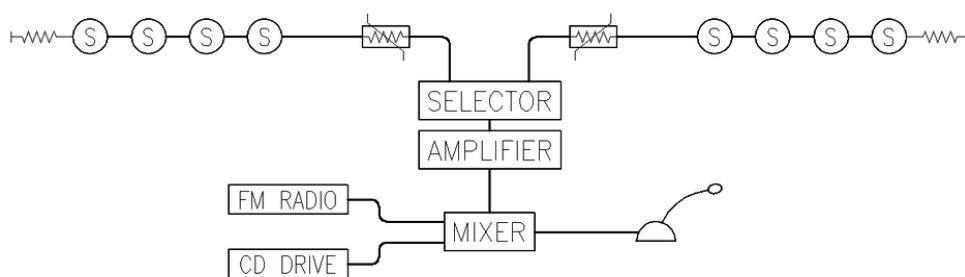 S S S S S S S S
SELECTOR
AMPLIFIER
FM RADIO
MIXER
CD DRIVE